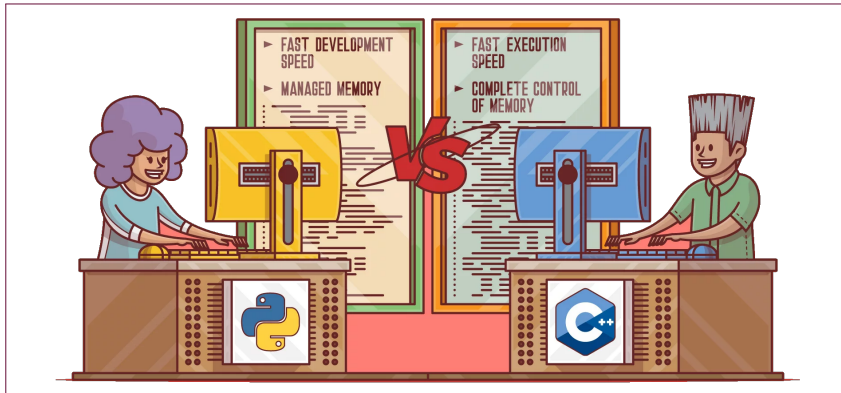 ► FAST DEVELOPMENT
SPEED
► MANAGED MEMORY
► FAST EXECUTION
SPEED
► COMPLETE CONTROL
OF MEMORY
VS
C++